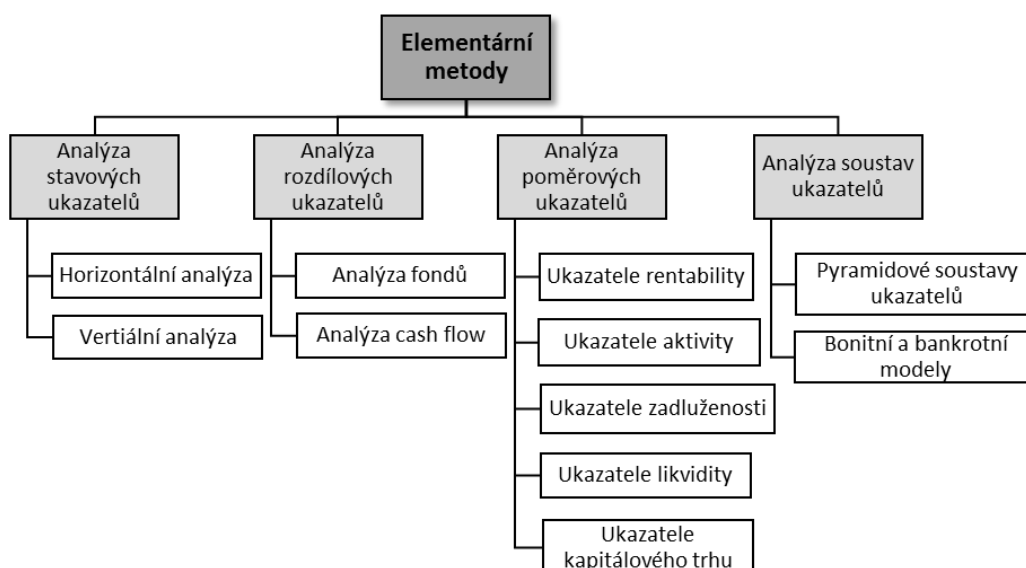 Elementární
metody
Analýza
stavových
ukazatelů
Analýza
rozdílových
ukazatelů
Analýza
poměrových
ukazatelů
Analýza soustav
ukazatelů
Horizontální analýza
Vertiální analýza
Analýza fondů
Analýza cash flow
Ukazatele rentability
Ukazatele aktivity
Ukazatele zadluženosti
Ukazatele likvidity
Ukazatele
kapitálového trhu
Pyramidové soustavy
ukazatelů
Bonitní a bankrotní
modely